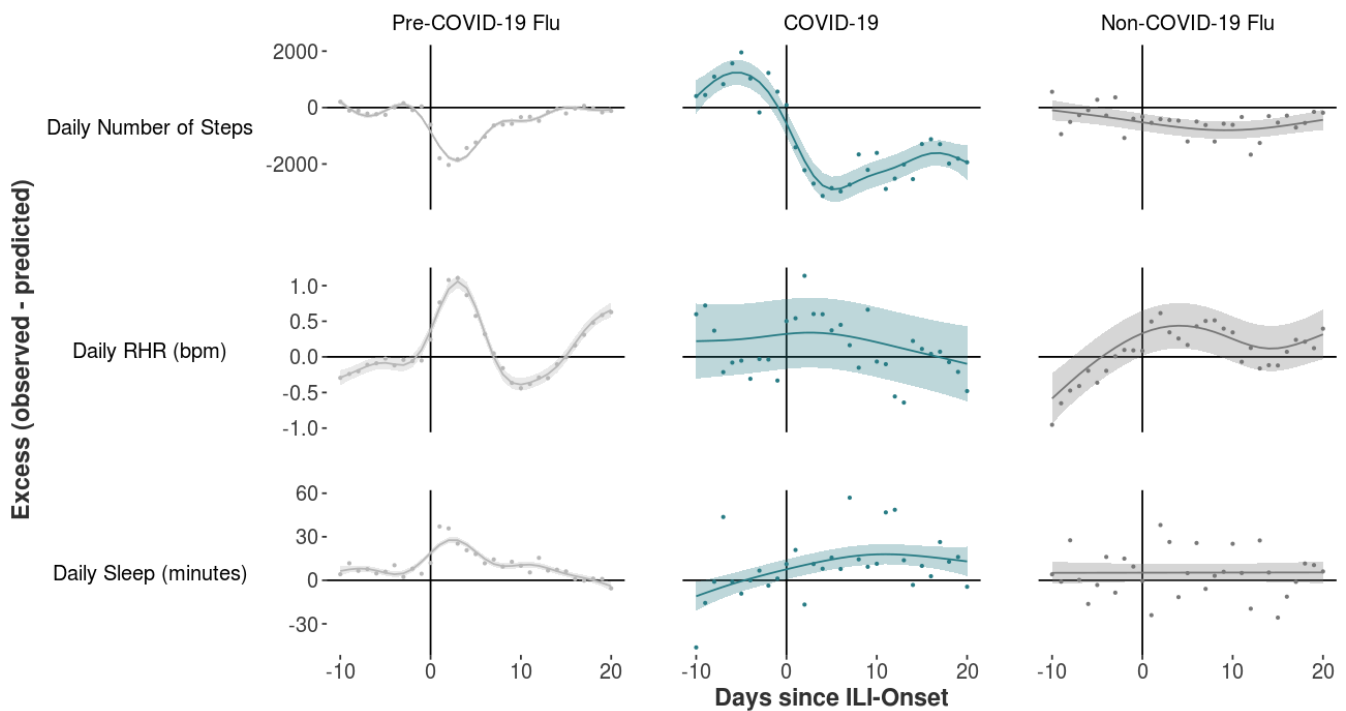 Pre-COVID-19 Flu COVID-19 Non-COVID-19 Flu
Excess (observed - predicted)
Daily Number of Steps
2000
0
-2000
Daily RHR (bpm)
1.0
0.5
0.0
-0.5
-1.0
Daily Sleep (minutes)
60
30
0
-30
-10 0 10 20 -10 0 10 20 -10 0 10 20
Days since ILI-Onset